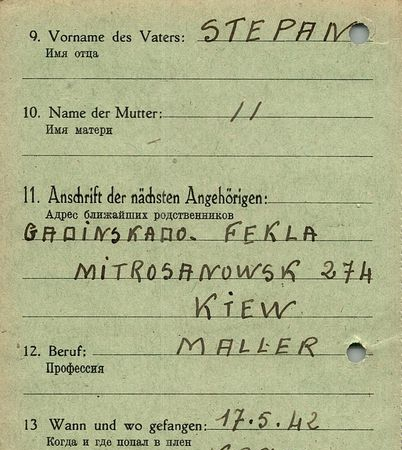 9. Vorname des Vaters: STEPAN
Имя отца
10. Name der Mutter: 11
Имя матери
11. Anschrift der nächsten Angehörigen:
Адрес ближайших родственников
GADINSKADO. FEKLA
MITROSANOWSK 274
KIEW
12. Beruf: MALLER
Профессия
13 Wann und wo gefangen: 17.5.42
Когда и где попал в плен